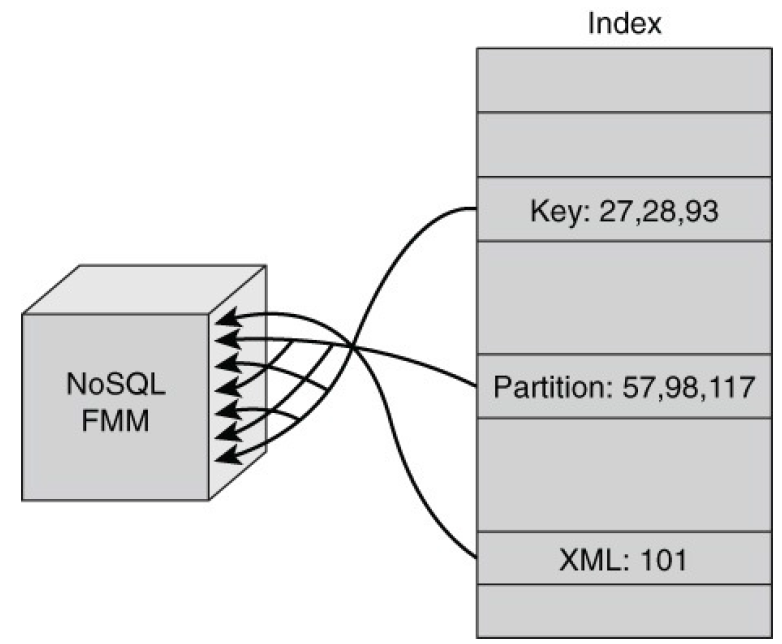 Index
Key: 27,28,93
NoSQL
FMM
Partition: 57,98,117
XML: 101